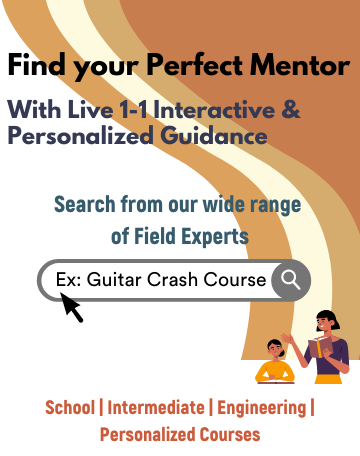 Find your Perfect Mentor
With Live 1-1 Interactive &
Personalized Guidance
Search from our wide range
of Field Experts
Ex: Guitar Crash Course
School | Intermediate | Engineering |
Personalized Courses